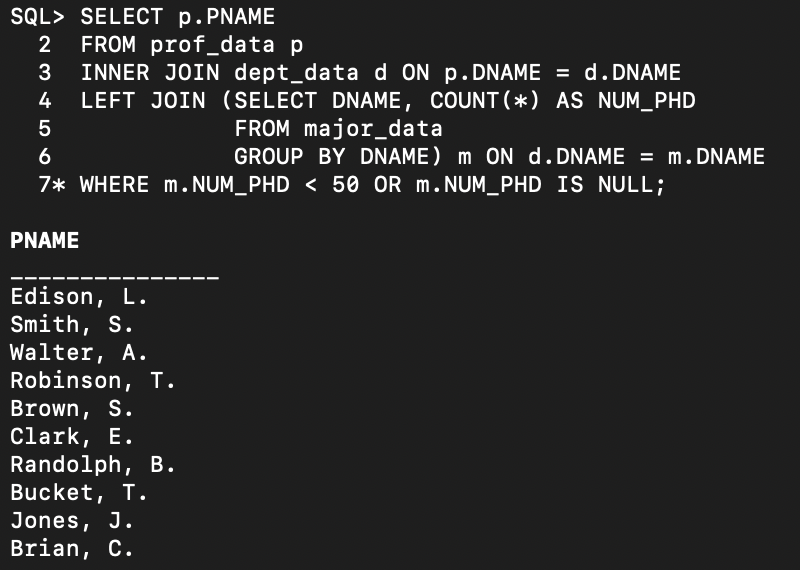 SQL> SELECT p.PNAME
  2  FROM prof_data p
  3  INNER JOIN dept_data d ON p.DNAME = d.DNAME
  4  LEFT JOIN (SELECT DNAME, COUNT(*) AS NUM_PHD
  5             FROM major_data
  6             GROUP BY DNAME) m ON d.DNAME = m.DNAME
  7* WHERE m.NUM_PHD < 50 OR m.NUM_PHD IS NULL;
PNAME
_______________
Edison, L.
Smith, S.
Walter, A.
Robinson, T.
Brown, S.
Clark, E.
Randolph, B.
Bucket, T.
Jones, J.
Brian, C.